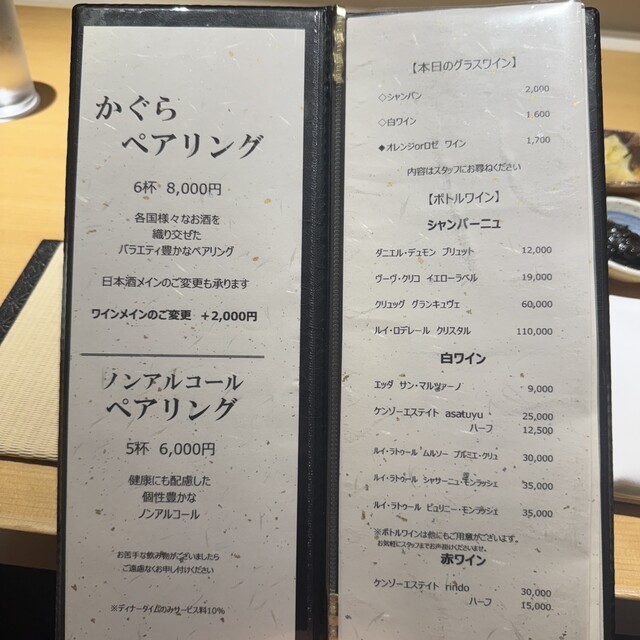 かぐら
ペアリング
6杯 8,000円
各国様々なお酒を
織り交ぜた
バラエティ豊かなペアリング
日本酒メインのご変更も承ります
ワインメインのご変更 +2,000円
ノンアルコール
ペアリング
5杯 6,000円
健康にも配慮した
個性豊かな
ノンアルコール
お苦手な飲み物がございましたら
ご遠慮なくお申し付けください
※ディナータイムのみサービス料10%
【本日のグラスワイン】
◇シャンパン 2,000
◇白ワイン 1,600
◆オレンジorロゼ ワイン 1,700
内容はスタッフにお尋ねください
【ボトルワイン】
シャンパーニュ
ダニエル・デュモン ブリュット 12,000
ヴーヴ・クリコ イエローラベル 19,000
クリュッグ グランキュヴェ 60,000
ルイ・ロデレール クリスタル 110,000
白ワイン
エッダ サン・マルツァーノ 9,000
ケンゾーエステイト asatuyu 25,000
ハーフ 12,500
ルイ・ラトゥール ムルソー プルミエ・クリュ 30,000
ルイ・ラトゥール シャサーニュ・モンラッシェ 35,000
ルイ・ラトゥール ピュリニー・モンラッシェ 35,000
※ボトルワインは他にもご用意がございます。
お気軽にスタッフまでお声掛けくださいませ。
赤ワイン
ケンゾーエステイト rindo 30,000
ハーフ 15,000